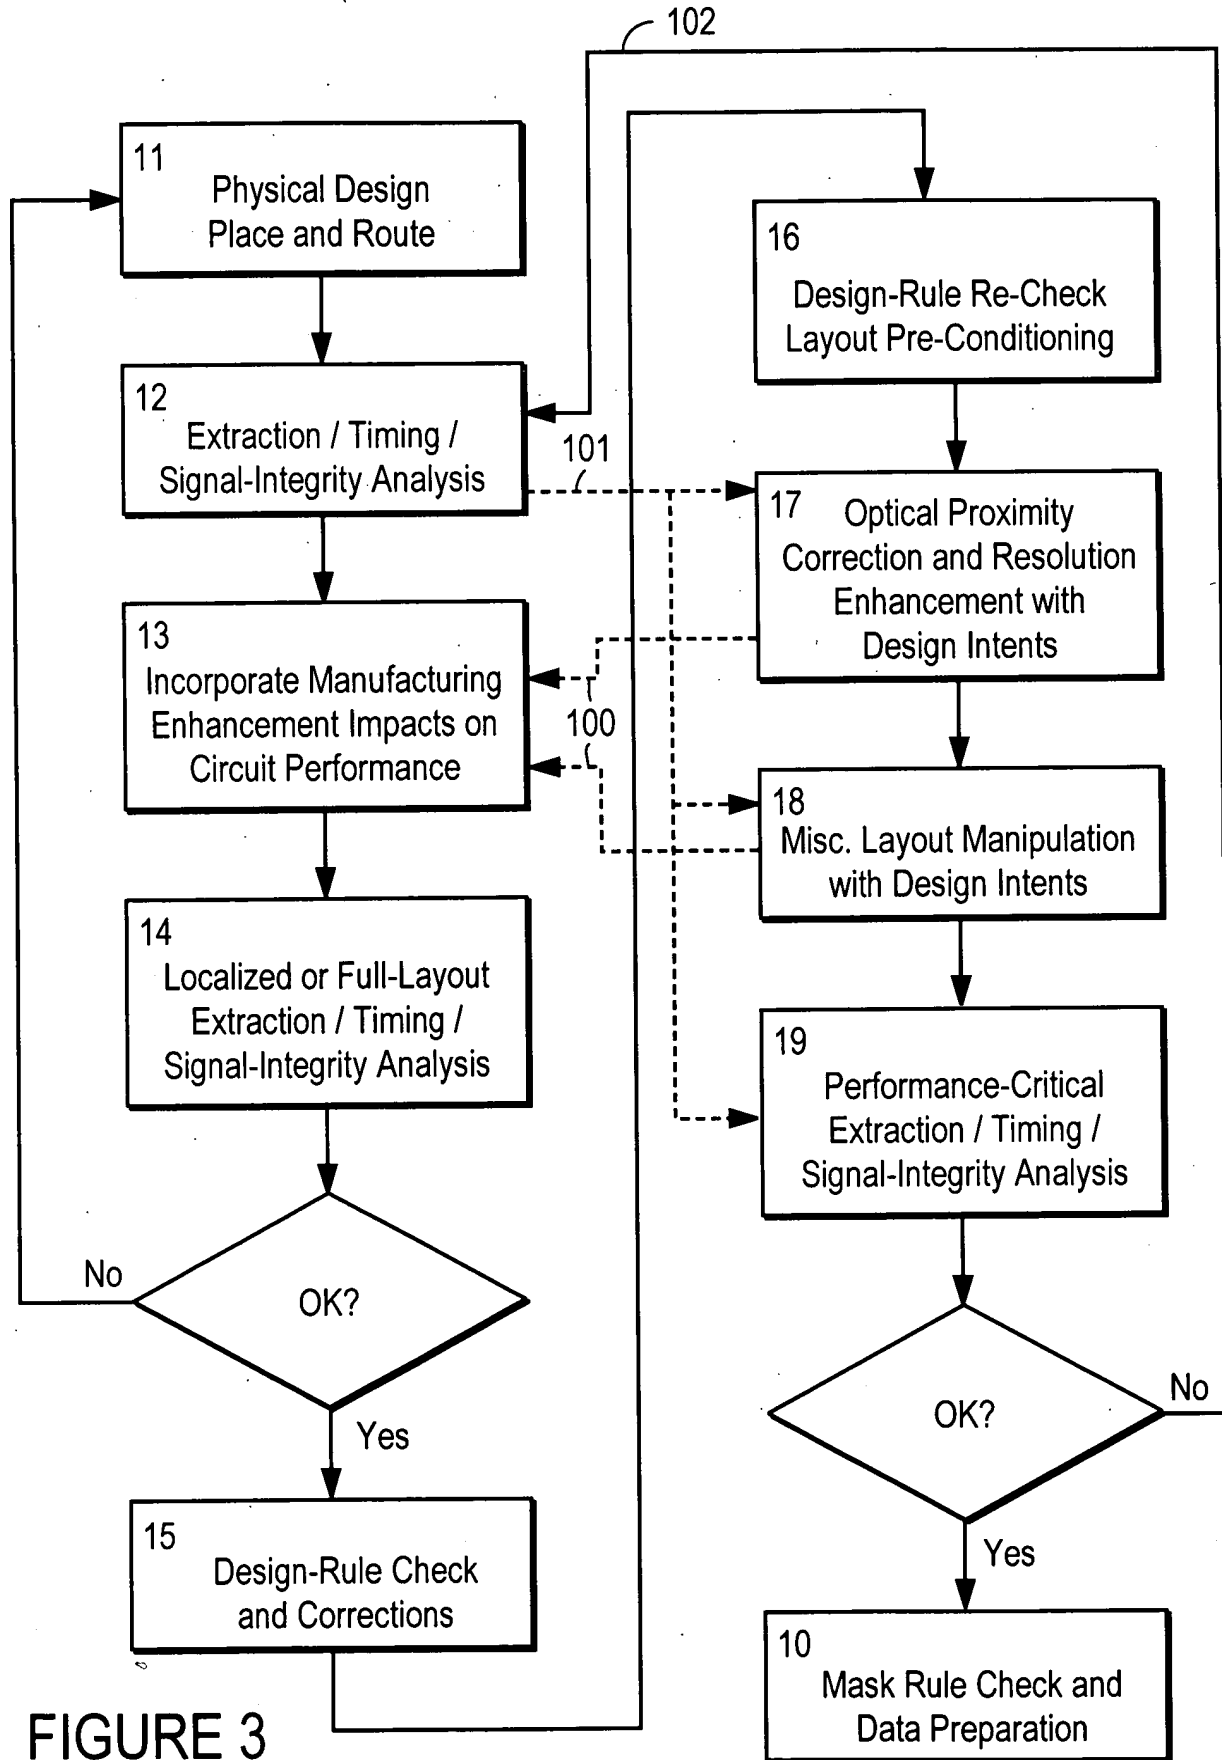 102
11
Physical Design
Place and Route
12
Extraction / Timing /
Signal-Integrity Analysis
101
13
Incorporate Manufacturing
Enhancement Impacts on
Circuit Performance
100
14
Localized or Full-Layout
Extraction / Timing /
Signal-Integrity Analysis
No
OK?
Yes
15
Design-Rule Check
and Corrections
16
Design-Rule Re-Check
Layout Pre-Conditioning
17
Optical Proximity
Correction and Resolution
Enhancement with
Design Intents
18
Misc. Layout Manipulation
with Design Intents
19
Performance-Critical
Extraction / Timing /
Signal-Integrity Analysis
OK?
No
Yes
10
Mask Rule Check and
Data Preparation
FIGURE 3